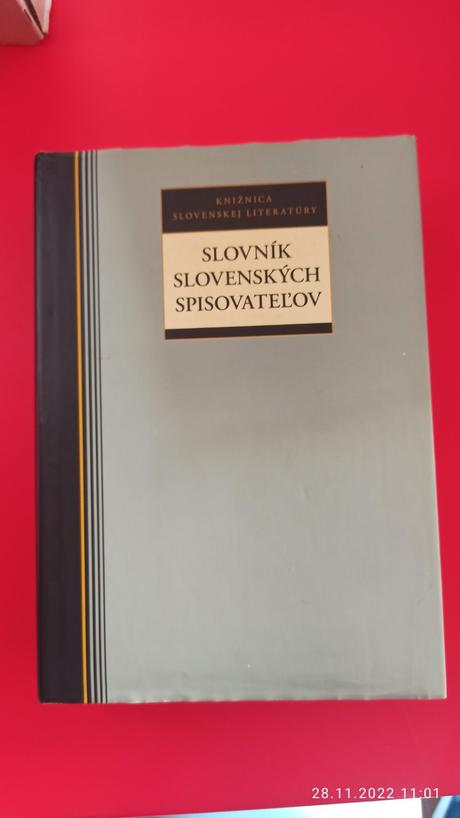 KNIŽNICA
SLOVENSKEJ LITERATÚRY
SLOVNÍK
SLOVENSKÝCH
SPISOVATEĽOV
28.11.2022 11:01